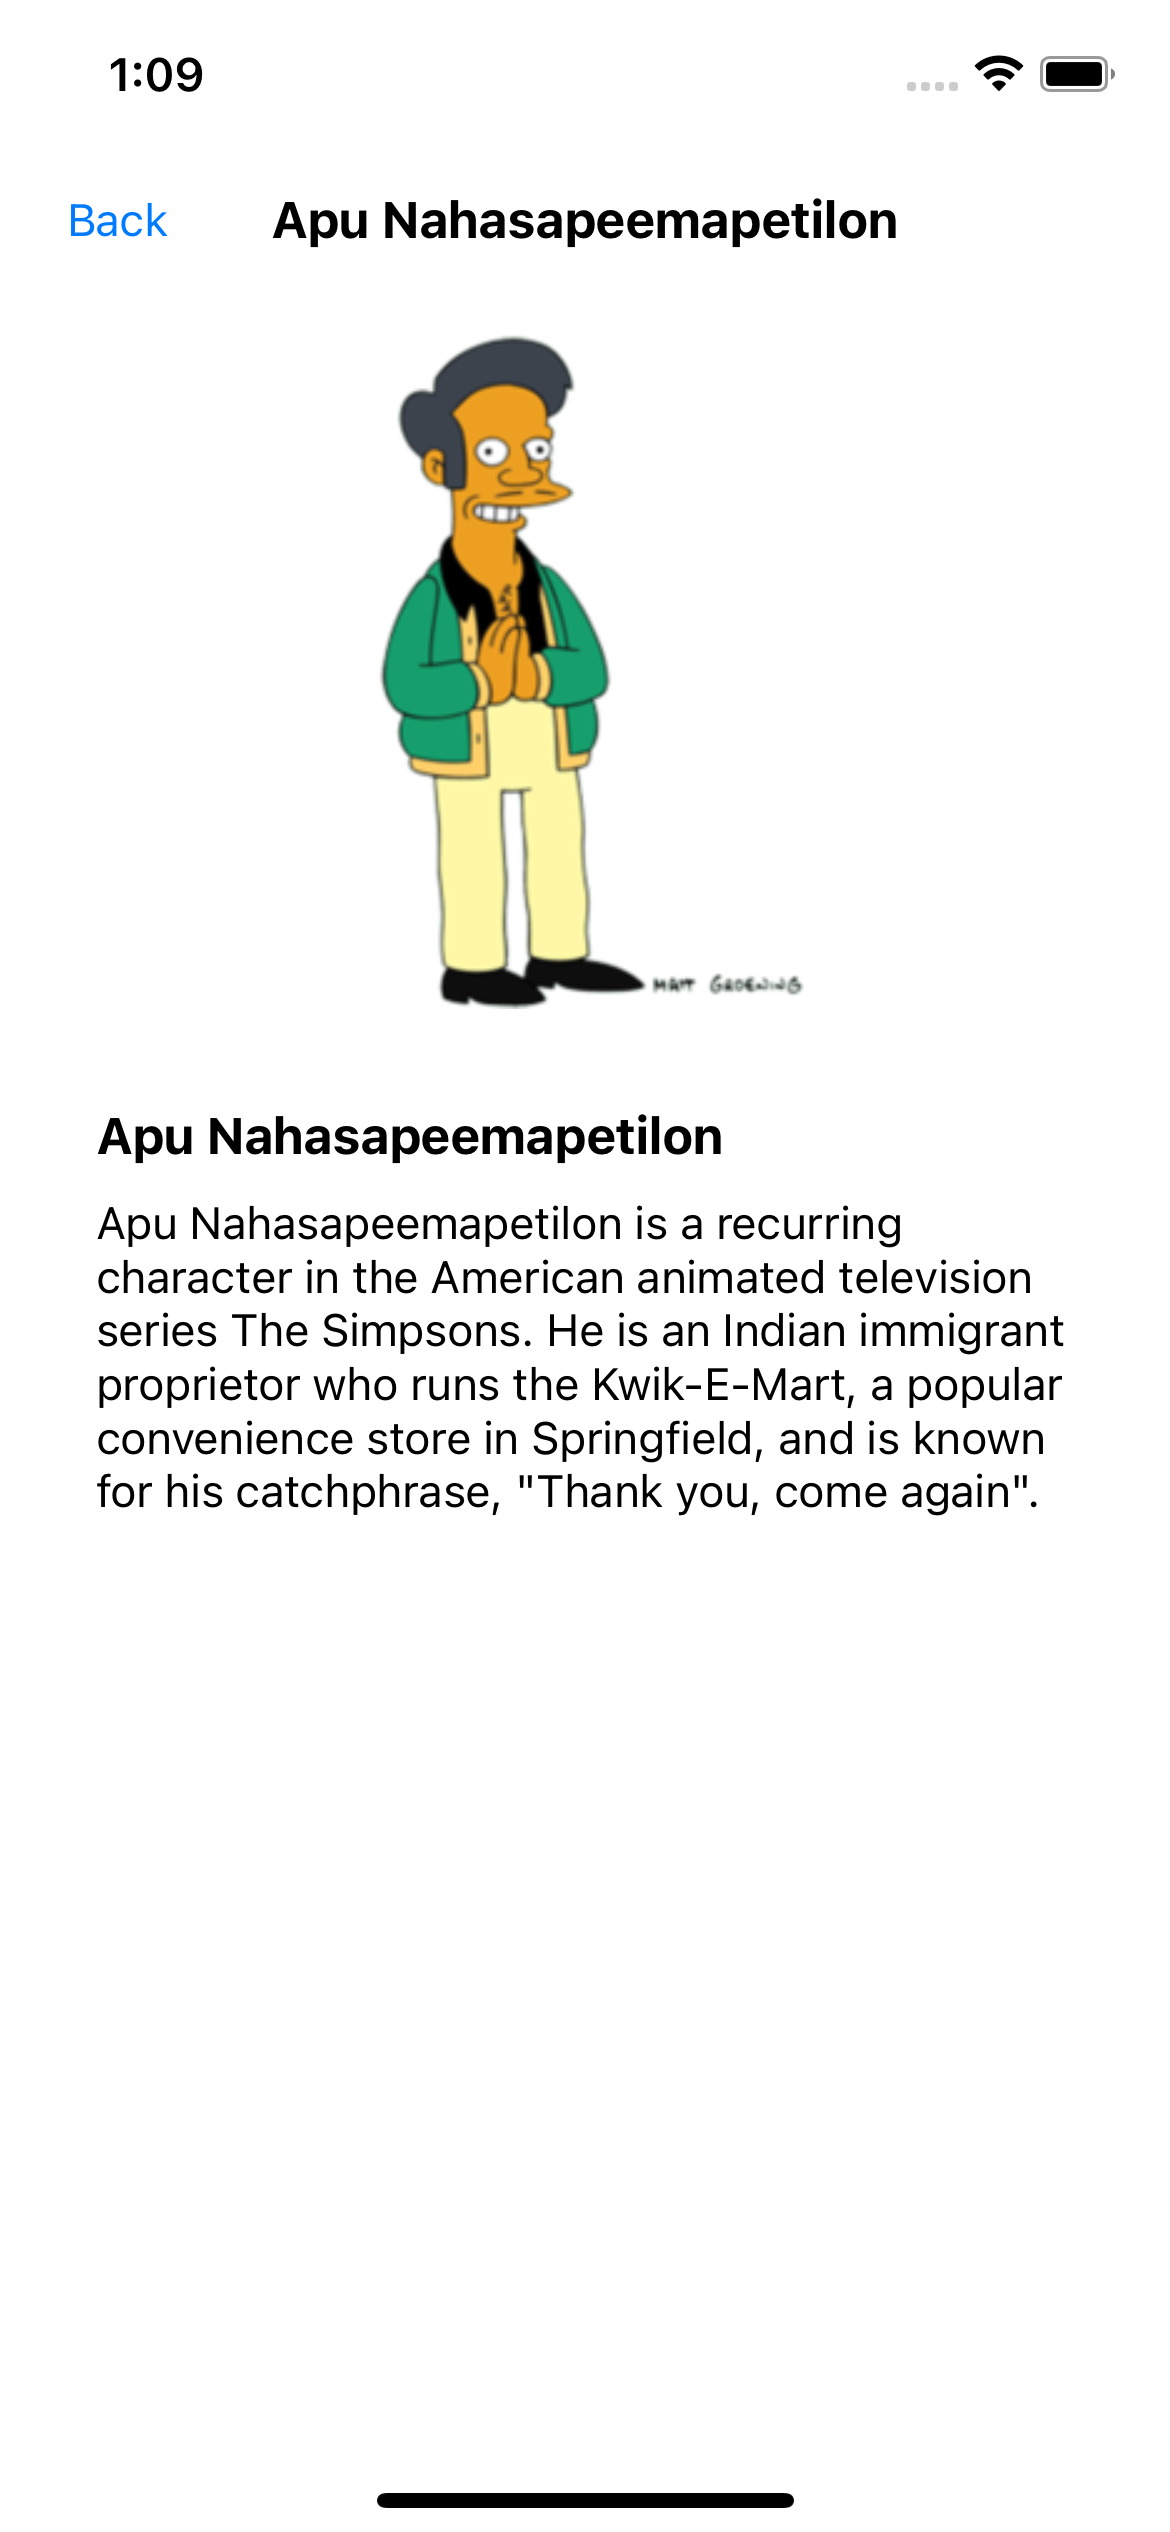 1:09
Back
Apu Nahasapeemapetilon
MATT GROENING
Apu Nahasapeemapetilon
Apu Nahasapeemapetilon is a recurring
character in the American animated television
series The Simpsons. He is an Indian immigrant
proprietor who runs the Kwik-E-Mart, a popular
convenience store in Springfield, and is known
for his catchphrase, "Thank you, come again".